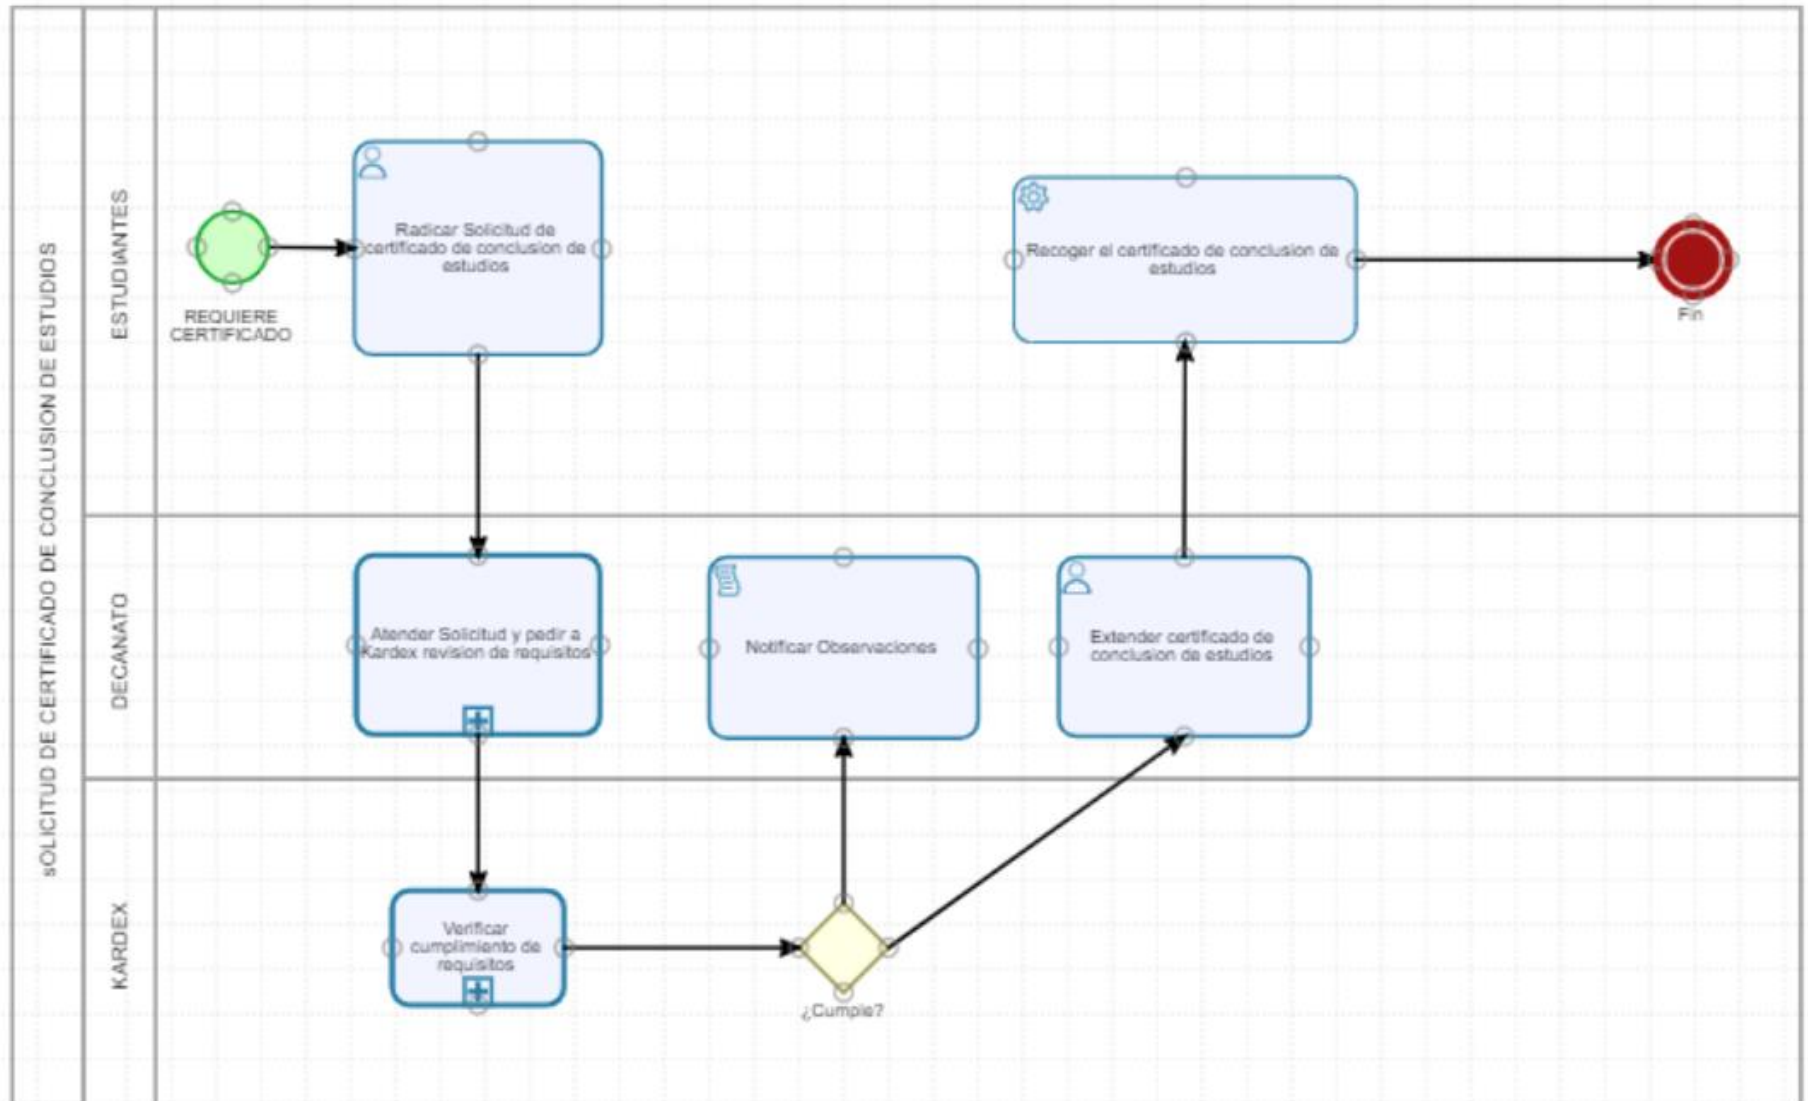 sOLICITUD DE CERTIFICADO DE CONCLUSION DE ESTUDIOS
ESTUDIANTES
REQUIERE
CERTIFICADO
Radicar Solicitud de
certificado de conclusion de
estudios
Recoger el certificado de conclusion de
estudios
Fin
DECANATO
Atender Solicitud y pedir a
Kardex revision de requisitos
Notificar Observaciones
Extender certificado de
conclusion de estudios
KARDEX
Verificar
cumplimiento de
requisitos
¿Cumple?